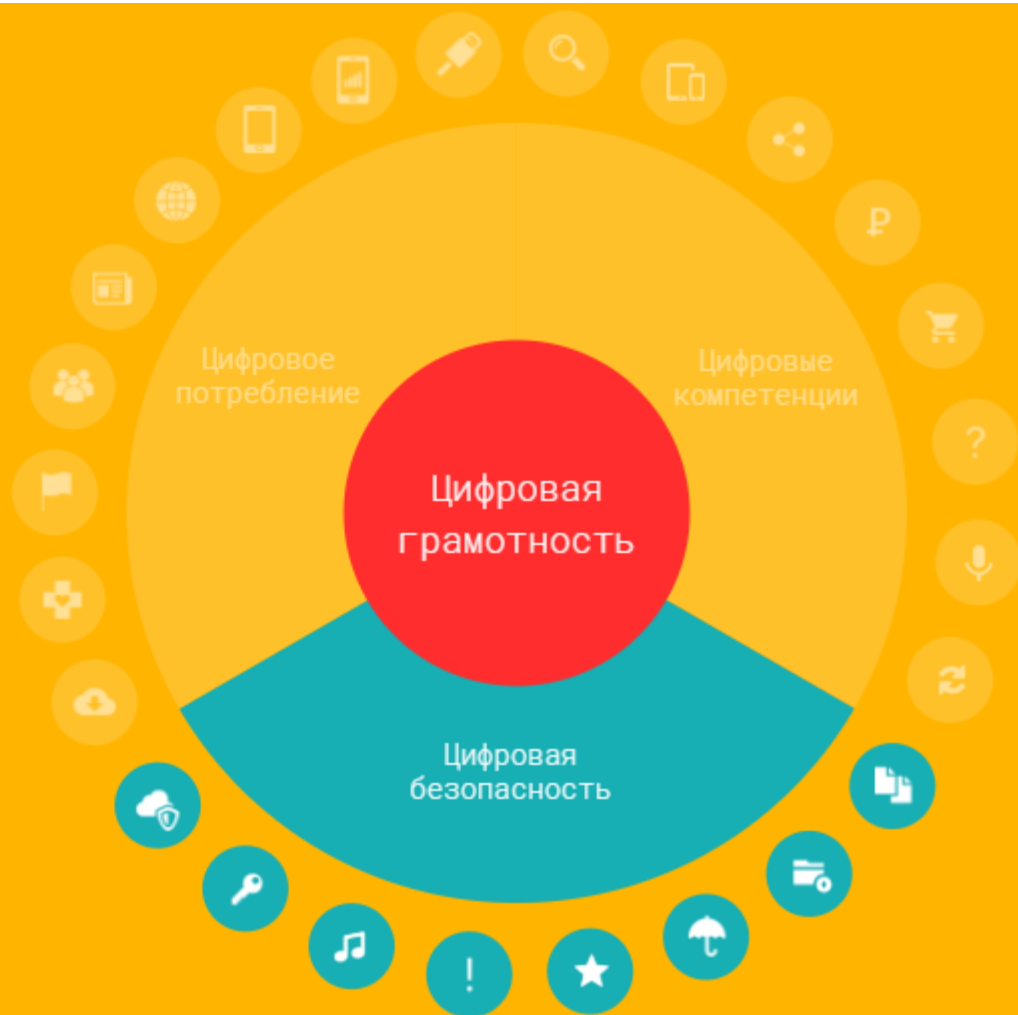 Цифровое
потребление
Цифровые
компетенции
Цифровая
грамотность
Цифровая
безопасность
₽
?
!